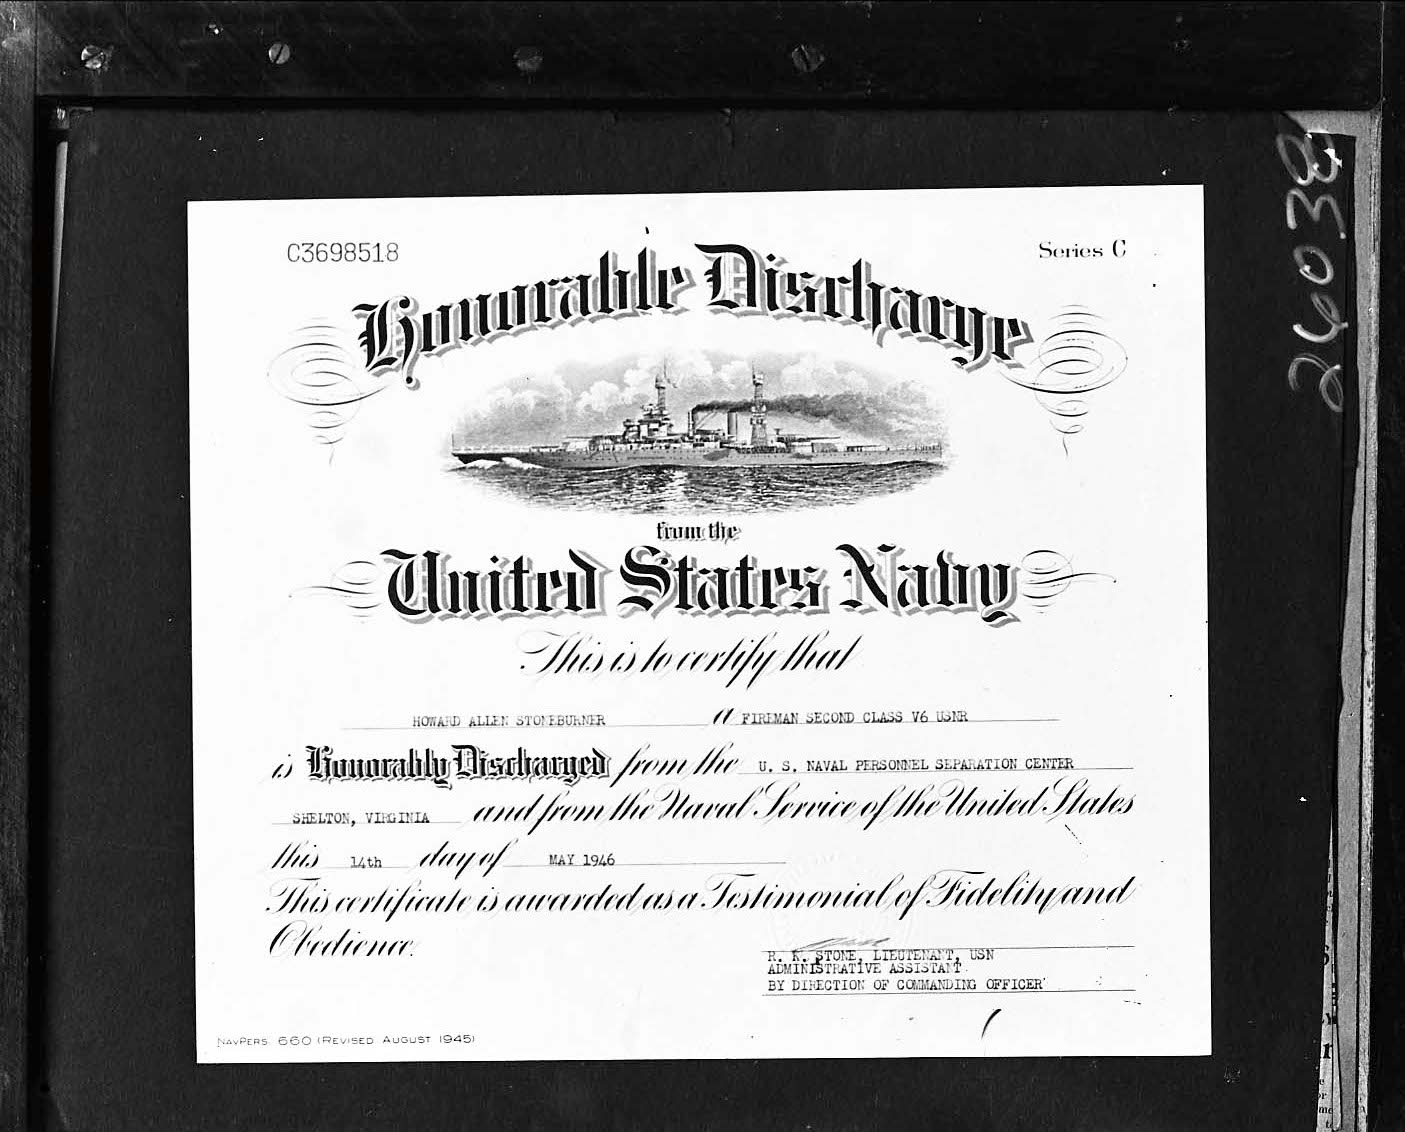 C3698518
Series C
Honorable Discharge
from the
United States Navy
This is to certify that
HOWARD ALLEN STONEBURNER a FIREMAN SECOND CLASS V6 USNR
is Honorably Discharged from the U. S. NAVAL PERSONNEL SEPARATION CENTER
SHELTON, VIRGINIA and from the Naval Service of the United States
this 14th day of MAY 1946
This certificate is awarded as a Testimonial of Fidelity and
Obedience.
R. K. STONE, LIEUTENANT, USN
ADMINISTRATIVE ASSISTANT
BY DIRECTION OF COMMANDING OFFICER
NAVPERS 660 (REVISED AUGUST 1945)